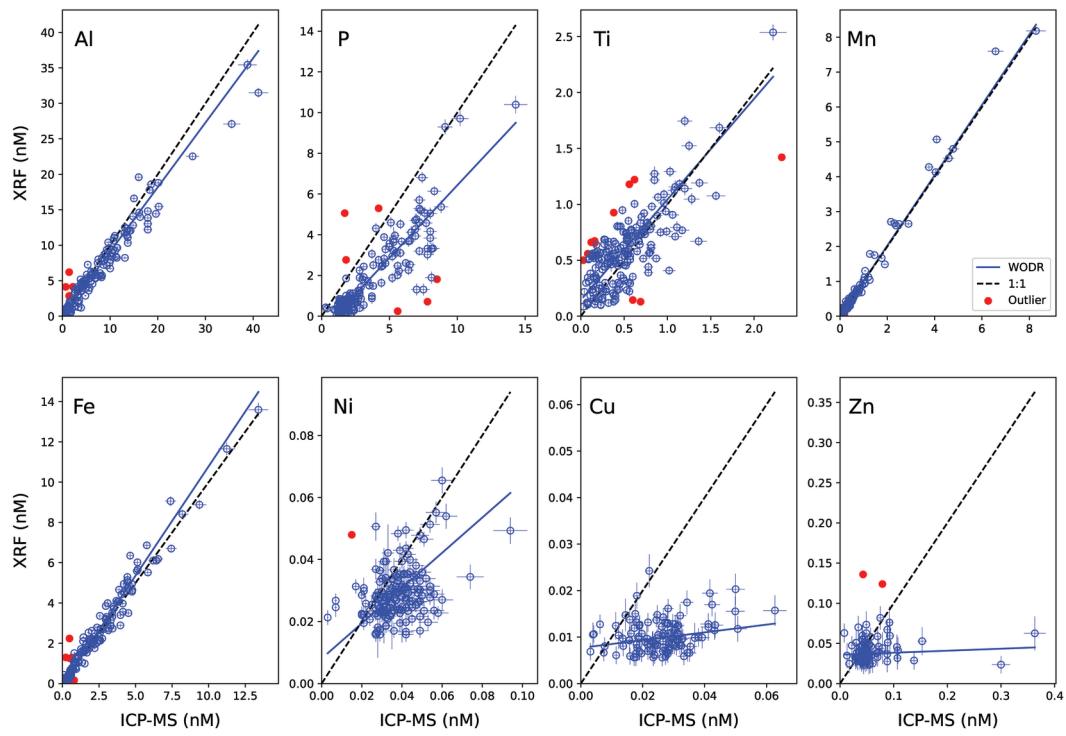 Al
P
Ti
Mn
40
35
30
25
20
15
10
5
0
0 10 20 30 40
14
12
10
8
6
4
2
0
0 5 10 15
2.5
2.0
1.5
1.0
0.5
0.0
0.0 0.5 1.0 1.5 2.0
8
7
6
5
4
3
2
1
0
0 2 4 6 8
XRF (nM)
WODR
1:1
Outlier
Fe
Ni
Cu
Zn
14
12
10
8
6
4
2
0
0.0 2.5 5.0 7.5 10.0 12.5
0.08
0.06
0.04
0.02
0.00
0.00 0.02 0.04 0.06 0.08 0.10
0.06
0.05
0.04
0.03
0.02
0.01
0.00
0.00 0.02 0.04 0.06
0.35
0.30
0.25
0.20
0.15
0.10
0.05
0.00
0.0 0.1 0.2 0.3 0.4
XRF (nM)
ICP-MS (nM)
ICP-MS (nM)
ICP-MS (nM)
ICP-MS (nM)